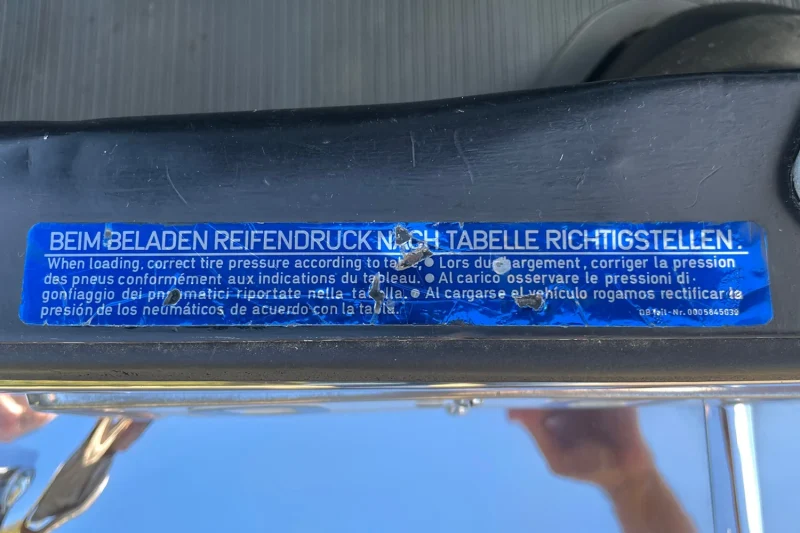 BEIM BELADEN REIFENDRUCK NACH TABELLE RICHTIGSTELLEN.
When loading, correct tire pressure according to • Lors du chargement, corriger la pression
des pneus conformément aux indications du tableau. • Al carico osservare le pressioni di
gonfiaggio dei pneumatici riportate nella tabella. • Al cargarse el vehículo rogamos rectificar la
presión de los neumáticos de acuerdo con la tabla.
DB Teil-Nr. 0005845039